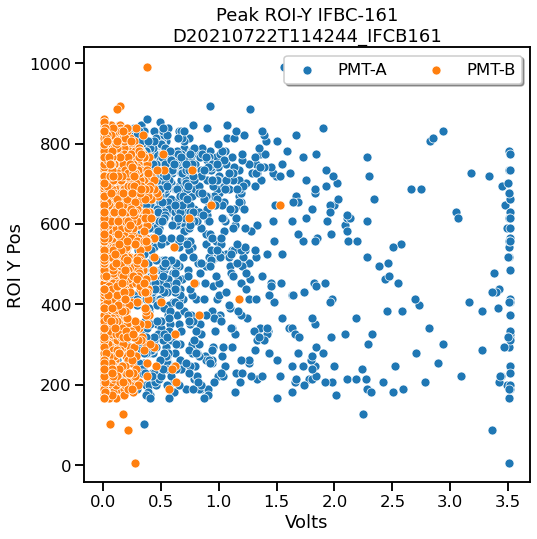 Peak ROI-Y IFBC-161
D20210722T114244_IFCB161
PMT-A PMT-B
1000
800
600
400
200
0
ROI Y Pos
0.0 0.5 1.0 1.5 2.0 2.5 3.0 3.5
Volts